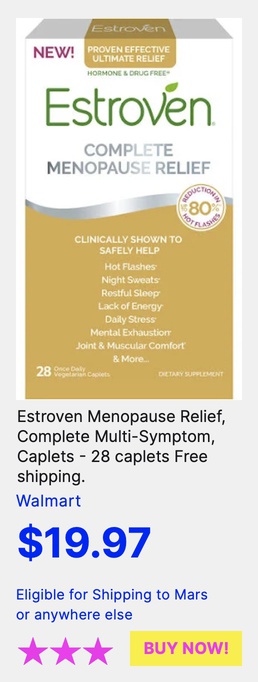 Estroven
NEW!
PROVEN EFFECTIVE
ULTIMATE RELIEF
HORMONE & DRUG FREE*
Estroven®
COMPLETE
MENOPAUSE RELIEF
REDUCTION IN
80%
HOT FLASHES
CLINICALLY SHOWN TO
SAFELY HELP
Hot Flashes
Night Sweats
Restful Sleep
Lack of Energy
Daily Stress
Mental Exhaustion
Joint & Muscular Comfort
& More...
28 Once Daily
Vegetarian Caplets
DIETARY SUPPLEMENT
Estroven Menopause Relief,
Complete Multi-Symptom,
Caplets - 28 caplets Free
shipping.
Walmart
$19.97
Eligible for Shipping to Mars
or anywhere else
BUY NOW!